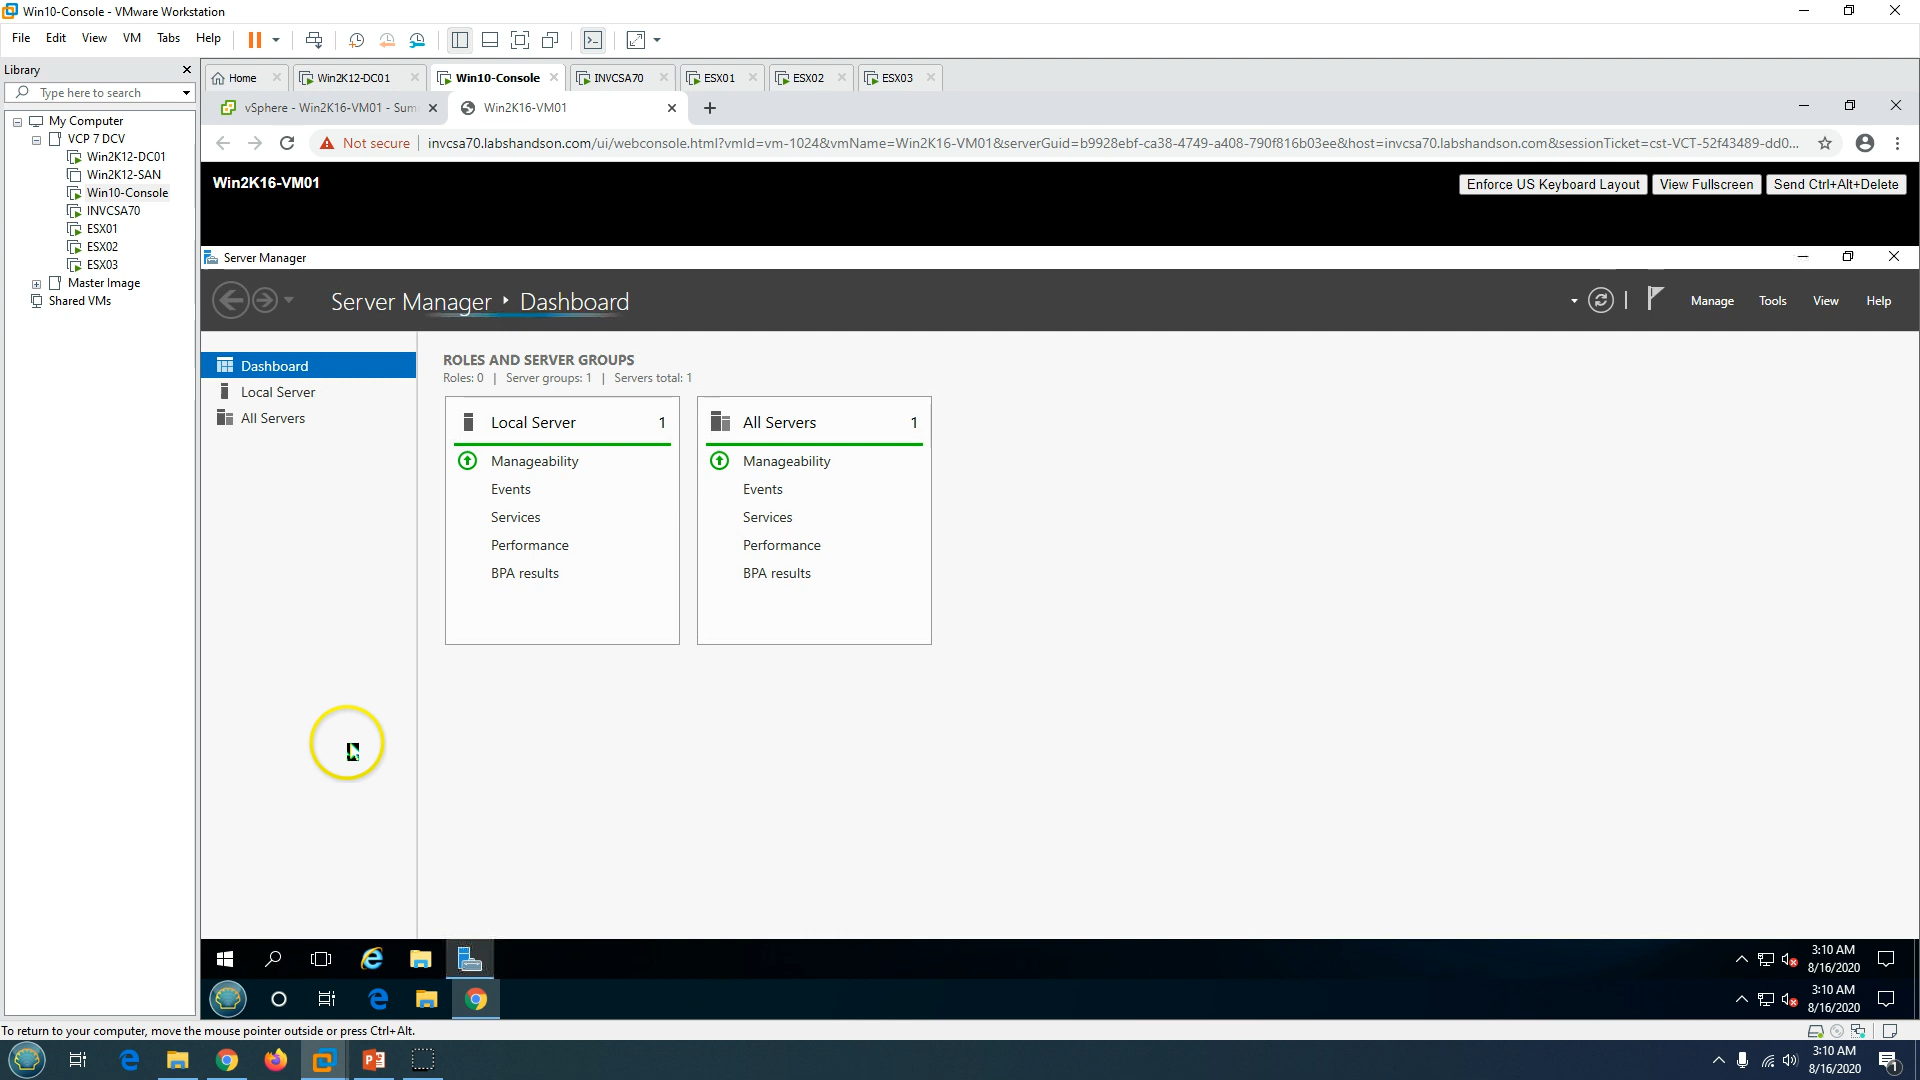 Win10-Console - VMware Workstation
File Edit View VM Tabs Help
Library
Type here to search
My Computer
VCP 7 DCV
Win2K12-DC01
Win2K12-SAN
Win10-Console
INVCSA70
ESX01
ESX02
ESX03
Master Image
Shared VMs
Home Win2K12-DC01 Win10-Console INVCSA70 ESX01 ESX02 ESX03
vSphere - Win2K16-VM01 - Sum Win2K16-VM01
Not secure invcsa70.labshandson.com/ui/webconsole.html?vmId=vm-1024&vmName=Win2K16-VM01&serverGuid=b9928ebf-ca38-4749-a408-790f816b03ee&host=invcsa70.labshandson.com&sessionTicket=cst-VCT-52f43489-dd0...
Win2K16-VM01 Enforce US Keyboard Layout View Fullscreen Send Ctrl+Alt+Delete
Server Manager
Server Manager Dashboard Manage Tools View Help
Dashboard
Local Server
All Servers
ROLES AND SERVER GROUPS
Roles: 0 | Server groups: 1 | Servers total: 1
Local Server 1
Manageability
Events
Services
Performance
BPA results
All Servers 1
Manageability
Events
Services
Performance
BPA results
3:10 AM
8/16/2020
3:10 AM
8/16/2020
To return to your computer, move the mouse pointer outside or press Ctrl+Alt.
3:10 AM
8/16/2020
1